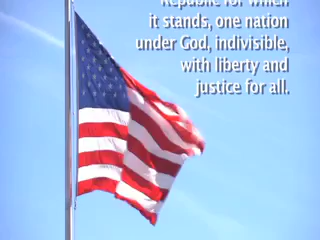 Republic for which
it stands, one nation
under God, indivisible,
with liberty and
justice for all.